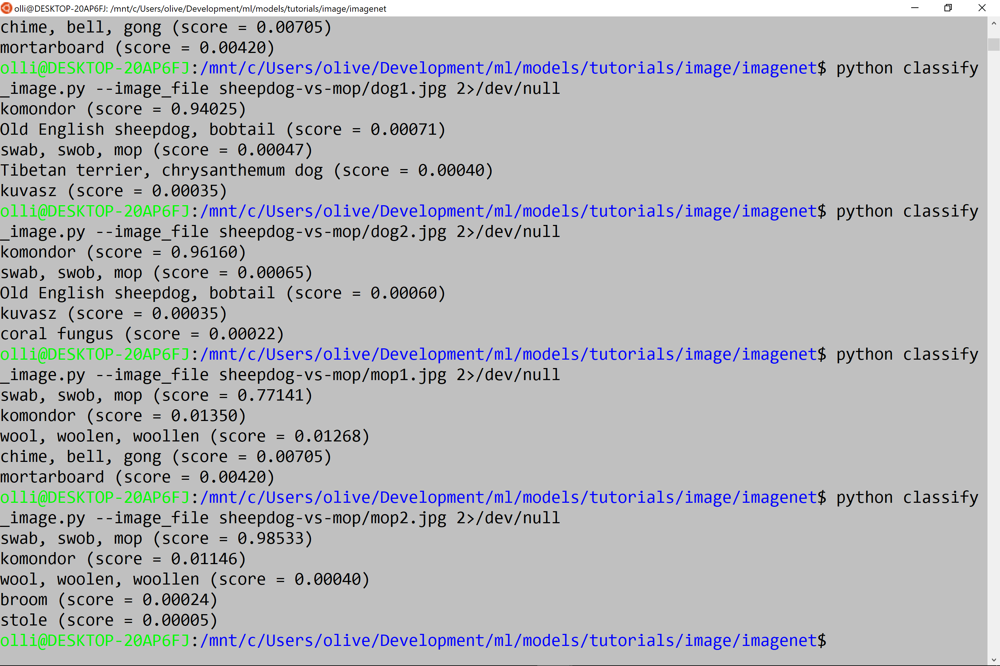 olli@DESKTOP-20AP6FJ: /mnt/c/Users/olive/Development/ml/models/tutorials/image/imagenet
chime, bell, gong (score = 0.00705)
mortarboard (score = 0.00420)
olli@DESKTOP-20AP6FJ:/mnt/c/Users/olive/Development/ml/models/tutorials/image/imagenet$ python classify
_image.py --image_file sheepdog-vs-mop/dog1.jpg 2>/dev/null
komondor (score = 0.94025)
Old English sheepdog, bobtail (score = 0.00071)
swab, swob, mop (score = 0.00047)
Tibetan terrier, chrysanthemum dog (score = 0.00040)
kuvasz (score = 0.00035)
olli@DESKTOP-20AP6FJ:/mnt/c/Users/olive/Development/ml/models/tutorials/image/imagenet$ python classify
_image.py --image_file sheepdog-vs-mop/dog2.jpg 2>/dev/null
komondor (score = 0.96160)
swab, swob, mop (score = 0.00065)
Old English sheepdog, bobtail (score = 0.00060)
kuvasz (score = 0.00035)
coral fungus (score = 0.00022)
olli@DESKTOP-20AP6FJ:/mnt/c/Users/olive/Development/ml/models/tutorials/image/imagenet$ python classify
_image.py --image_file sheepdog-vs-mop/mop1.jpg 2>/dev/null
swab, swob, mop (score = 0.77141)
komondor (score = 0.01350)
wool, woolen, woollen (score = 0.01268)
chime, bell, gong (score = 0.00705)
mortarboard (score = 0.00420)
olli@DESKTOP-20AP6FJ:/mnt/c/Users/olive/Development/ml/models/tutorials/image/imagenet$ python classify
_image.py --image_file sheepdog-vs-mop/mop2.jpg 2>/dev/null
swab, swob, mop (score = 0.98533)
komondor (score = 0.01146)
wool, woolen, woollen (score = 0.00040)
broom (score = 0.00024)
stole (score = 0.00005)
olli@DESKTOP-20AP6FJ:/mnt/c/Users/olive/Development/ml/models/tutorials/image/imagenet$